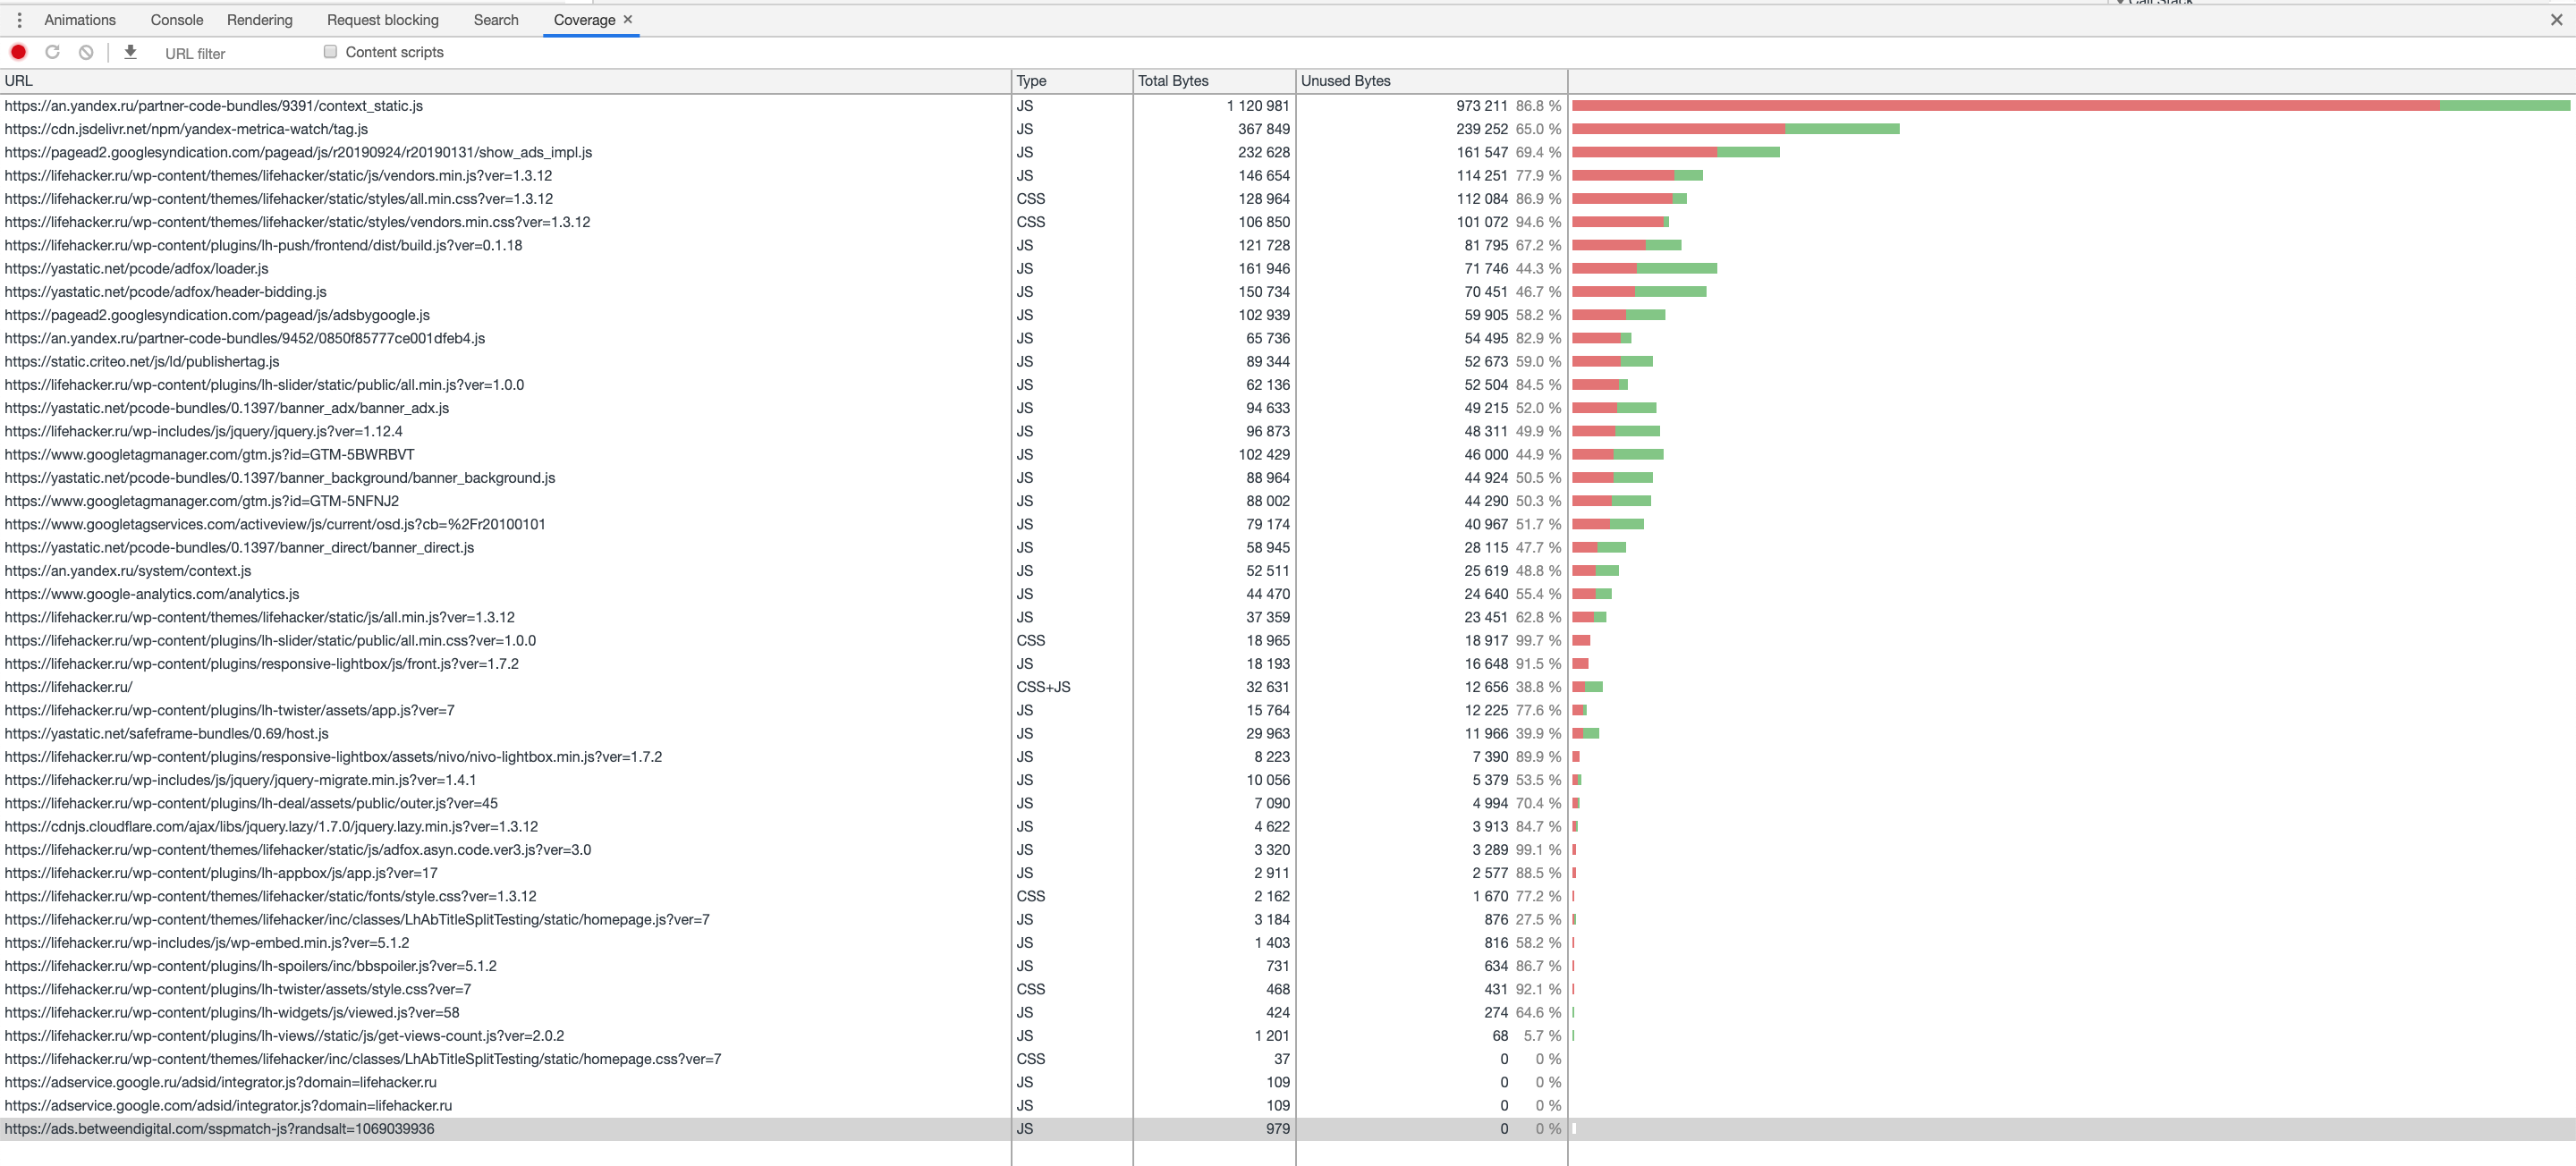 Call Stack
Animations Console Rendering Request blocking Search Coverage ×
URL filter Content scripts
URL Type Total Bytes Unused Bytes
https://an.yandex.ru/partner-code-bundles/9391/context_static.js JS 1 120 981 973 211 86.8 %
https://cdn.jsdelivr.net/npm/yandex-metrica-watch/tag.js JS 367 849 239 252 65.0 %
https://pagead2.googlesyndication.com/pagead/js/r20190924/r20190131/show_ads_impl.js JS 232 628 161 547 69.4 %
https://lifehacker.ru/wp-content/themes/lifehacker/static/js/vendors.min.js?ver=1.3.12 JS 146 654 114 251 77.9 %
https://lifehacker.ru/wp-content/themes/lifehacker/static/styles/all.min.css?ver=1.3.12 CSS 128 964 112 084 86.9 %
https://lifehacker.ru/wp-content/themes/lifehacker/static/styles/vendors.min.css?ver=1.3.12 CSS 106 850 101 072 94.6 %
https://lifehacker.ru/wp-content/plugins/lh-push/frontend/dist/build.js?ver=0.1.18 JS 121 728 81 795 67.2 %
https://yastatic.net/pcode/adfox/loader.js JS 161 946 71 746 44.3 %
https://yastatic.net/pcode/adfox/header-bidding.js JS 150 734 70 451 46.7 %
https://pagead2.googlesyndication.com/pagead/js/adsbygoogle.js JS 102 939 59 905 58.2 %
https://an.yandex.ru/partner-code-bundles/9452/0850f85777ce001dfeb4.js JS 65 736 54 495 82.9 %
https://static.criteo.net/js/ld/publishertag.js JS 89 344 52 673 59.0 %
https://lifehacker.ru/wp-content/plugins/lh-slider/static/public/all.min.js?ver=1.0.0 JS 62 136 52 504 84.5 %
https://yastatic.net/pcode-bundles/0.1397/banner_adx/banner_adx.js JS 94 633 49 215 52.0 %
https://lifehacker.ru/wp-includes/js/jquery/jquery.js?ver=1.12.4 JS 96 873 48 311 49.9 %
https://www.googletagmanager.com/gtm.js?id=GTM-5BWRBVT JS 102 429 46 000 44.9 %
https://yastatic.net/pcode-bundles/0.1397/banner_background/banner_background.js JS 88 964 44 924 50.5 %
https://www.googletagmanager.com/gtm.js?id=GTM-5NFNJ2 JS 88 002 44 290 50.3 %
https://www.googletagservices.com/activeview/js/current/osd.js?cb=%2Fr20100101 JS 79 174 40 967 51.7 %
https://yastatic.net/pcode-bundles/0.1397/banner_direct/banner_direct.js JS 58 945 28 115 47.7 %
https://an.yandex.ru/system/context.js JS 52 511 25 619 48.8 %
https://www.google-analytics.com/analytics.js JS 44 470 24 640 55.4 %
https://lifehacker.ru/wp-content/themes/lifehacker/static/js/all.min.js?ver=1.3.12 JS 37 359 23 451 62.8 %
https://lifehacker.ru/wp-content/plugins/lh-slider/static/public/all.min.css?ver=1.0.0 CSS 18 965 18 917 99.7 %
https://lifehacker.ru/wp-content/plugins/responsive-lightbox/js/front.js?ver=1.7.2 JS 18 193 16 648 91.5 %
https://lifehacker.ru/ CSS+JS 32 631 12 656 38.8 %
https://lifehacker.ru/wp-content/plugins/lh-twister/assets/app.js?ver=7 JS 15 764 12 225 77.6 %
https://yastatic.net/safeframe-bundles/0.69/host.js JS 29 963 11 966 39.9 %
https://lifehacker.ru/wp-content/plugins/responsive-lightbox/assets/nivo/nivo-lightbox.min.js?ver=1.7.2 JS 8 223 7 390 89.9 %
https://lifehacker.ru/wp-includes/js/jquery/jquery-migrate.min.js?ver=1.4.1 JS 10 056 5 379 53.5 %
https://lifehacker.ru/wp-content/plugins/lh-deal/assets/public/outer.js?ver=45 JS 7 090 4 994 70.4 %
https://cdnjs.cloudflare.com/ajax/libs/jquery.lazy/1.7.0/jquery.lazy.min.js?ver=1.3.12 JS 4 622 3 913 84.7 %
https://lifehacker.ru/wp-content/themes/lifehacker/static/js/adfox.asyn.code.ver3.js?ver=3.0 JS 3 320 3 289 99.1 %
https://lifehacker.ru/wp-content/plugins/lh-appbox/js/app.js?ver=17 JS 2 911 2 577 88.5 %
https://lifehacker.ru/wp-content/themes/lifehacker/static/fonts/style.css?ver=1.3.12 CSS 2 162 1 670 77.2 %
https://lifehacker.ru/wp-content/themes/lifehacker/inc/classes/LhAbTitleSplitTesting/static/homepage.js?ver=7 JS 3 184 876 27.5 %
https://lifehacker.ru/wp-includes/js/wp-embed.min.js?ver=5.1.2 JS 1 403 816 58.2 %
https://lifehacker.ru/wp-content/plugins/lh-spoilers/inc/bbspoiler.js?ver=5.1.2 JS 731 634 86.7 %
https://lifehacker.ru/wp-content/plugins/lh-twister/assets/style.css?ver=7 CSS 468 431 92.1 %
https://lifehacker.ru/wp-content/plugins/lh-widgets/js/viewed.js?ver=58 JS 424 274 64.6 %
https://lifehacker.ru/wp-content/plugins/lh-views//static/js/get-views-count.js?ver=2.0.2 JS 1 201 68 5.7 %
https://lifehacker.ru/wp-content/themes/lifehacker/inc/classes/LhAbTitleSplitTesting/static/homepage.css?ver=7 CSS 37 0 0 %
https://adservice.google.ru/adsid/integrator.js?domain=lifehacker.ru JS 109 0 0 %
https://adservice.google.com/adsid/integrator.js?domain=lifehacker.ru JS 109 0 0 %
https://ads.betweendigital.com/sspmatch-js?randsalt=1069039936 JS 979 0 0 %